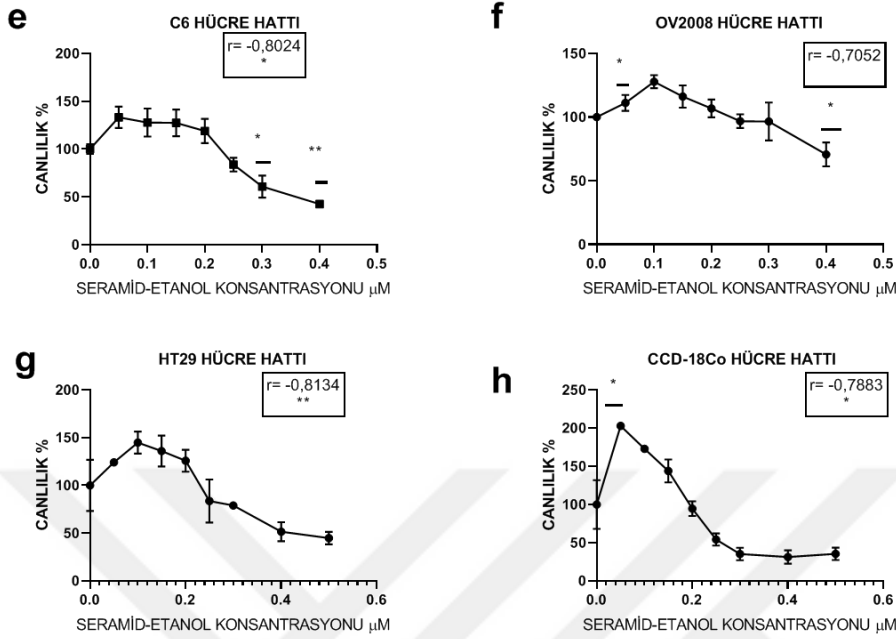 e
C6 HÜCRE HATTI
r= -0,8024
*
200
150
100
50
0
CANLILIK %
*
**
0.0 0.1 0.2 0.3 0.4 0.5
SERAMİD-ETANOL KONSANTRASYONU µM
f
OV2008 HÜCRE HATTI
r= -0,7052
150
100
50
0
CANLILIK %
*
*
0.0 0.1 0.2 0.3 0.4 0.5
SERAMİD-ETANOL KONSANTRASYONU µM
g
HT29 HÜCRE HATTI
r= -0,8134
**
200
150
100
50
0
CANLILIK %
0.0 0.2 0.4 0.6
SERAMİD-ETANOL KONSANTRASYONU µM
h
CCD-18Co HÜCRE HATTI
r= -0,7883
*
250
200
150
100
50
0
CANLILIK %
*
0.0 0.2 0.4 0.6
SERAMİD-ETANOL KONSANTRASYONU µM